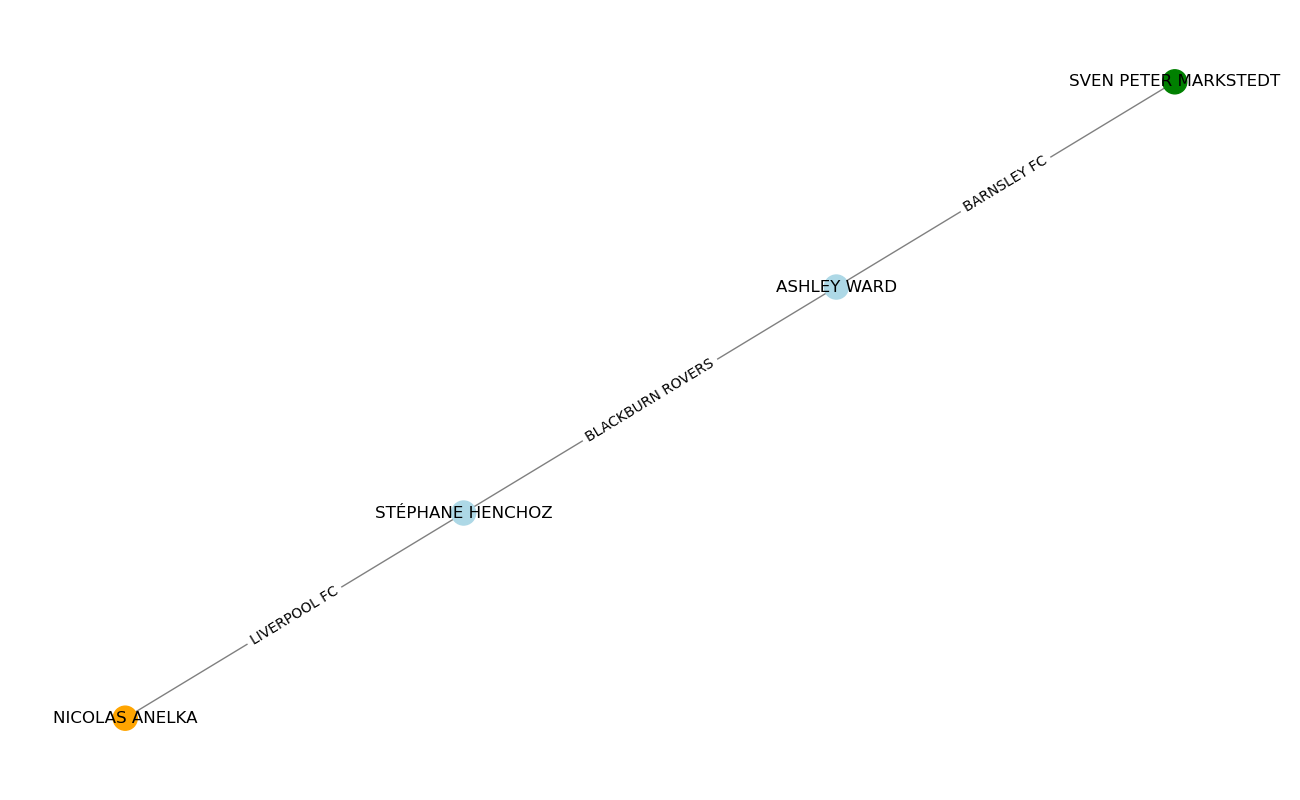 SVEN PETER MARKSTEDT
BARNSLEY FC
ASHLEY WARD
BLACKBURN ROVERS
STÉPHANE HENCHOZ
LIVERPOOL FC
NICOLAS ANELKA